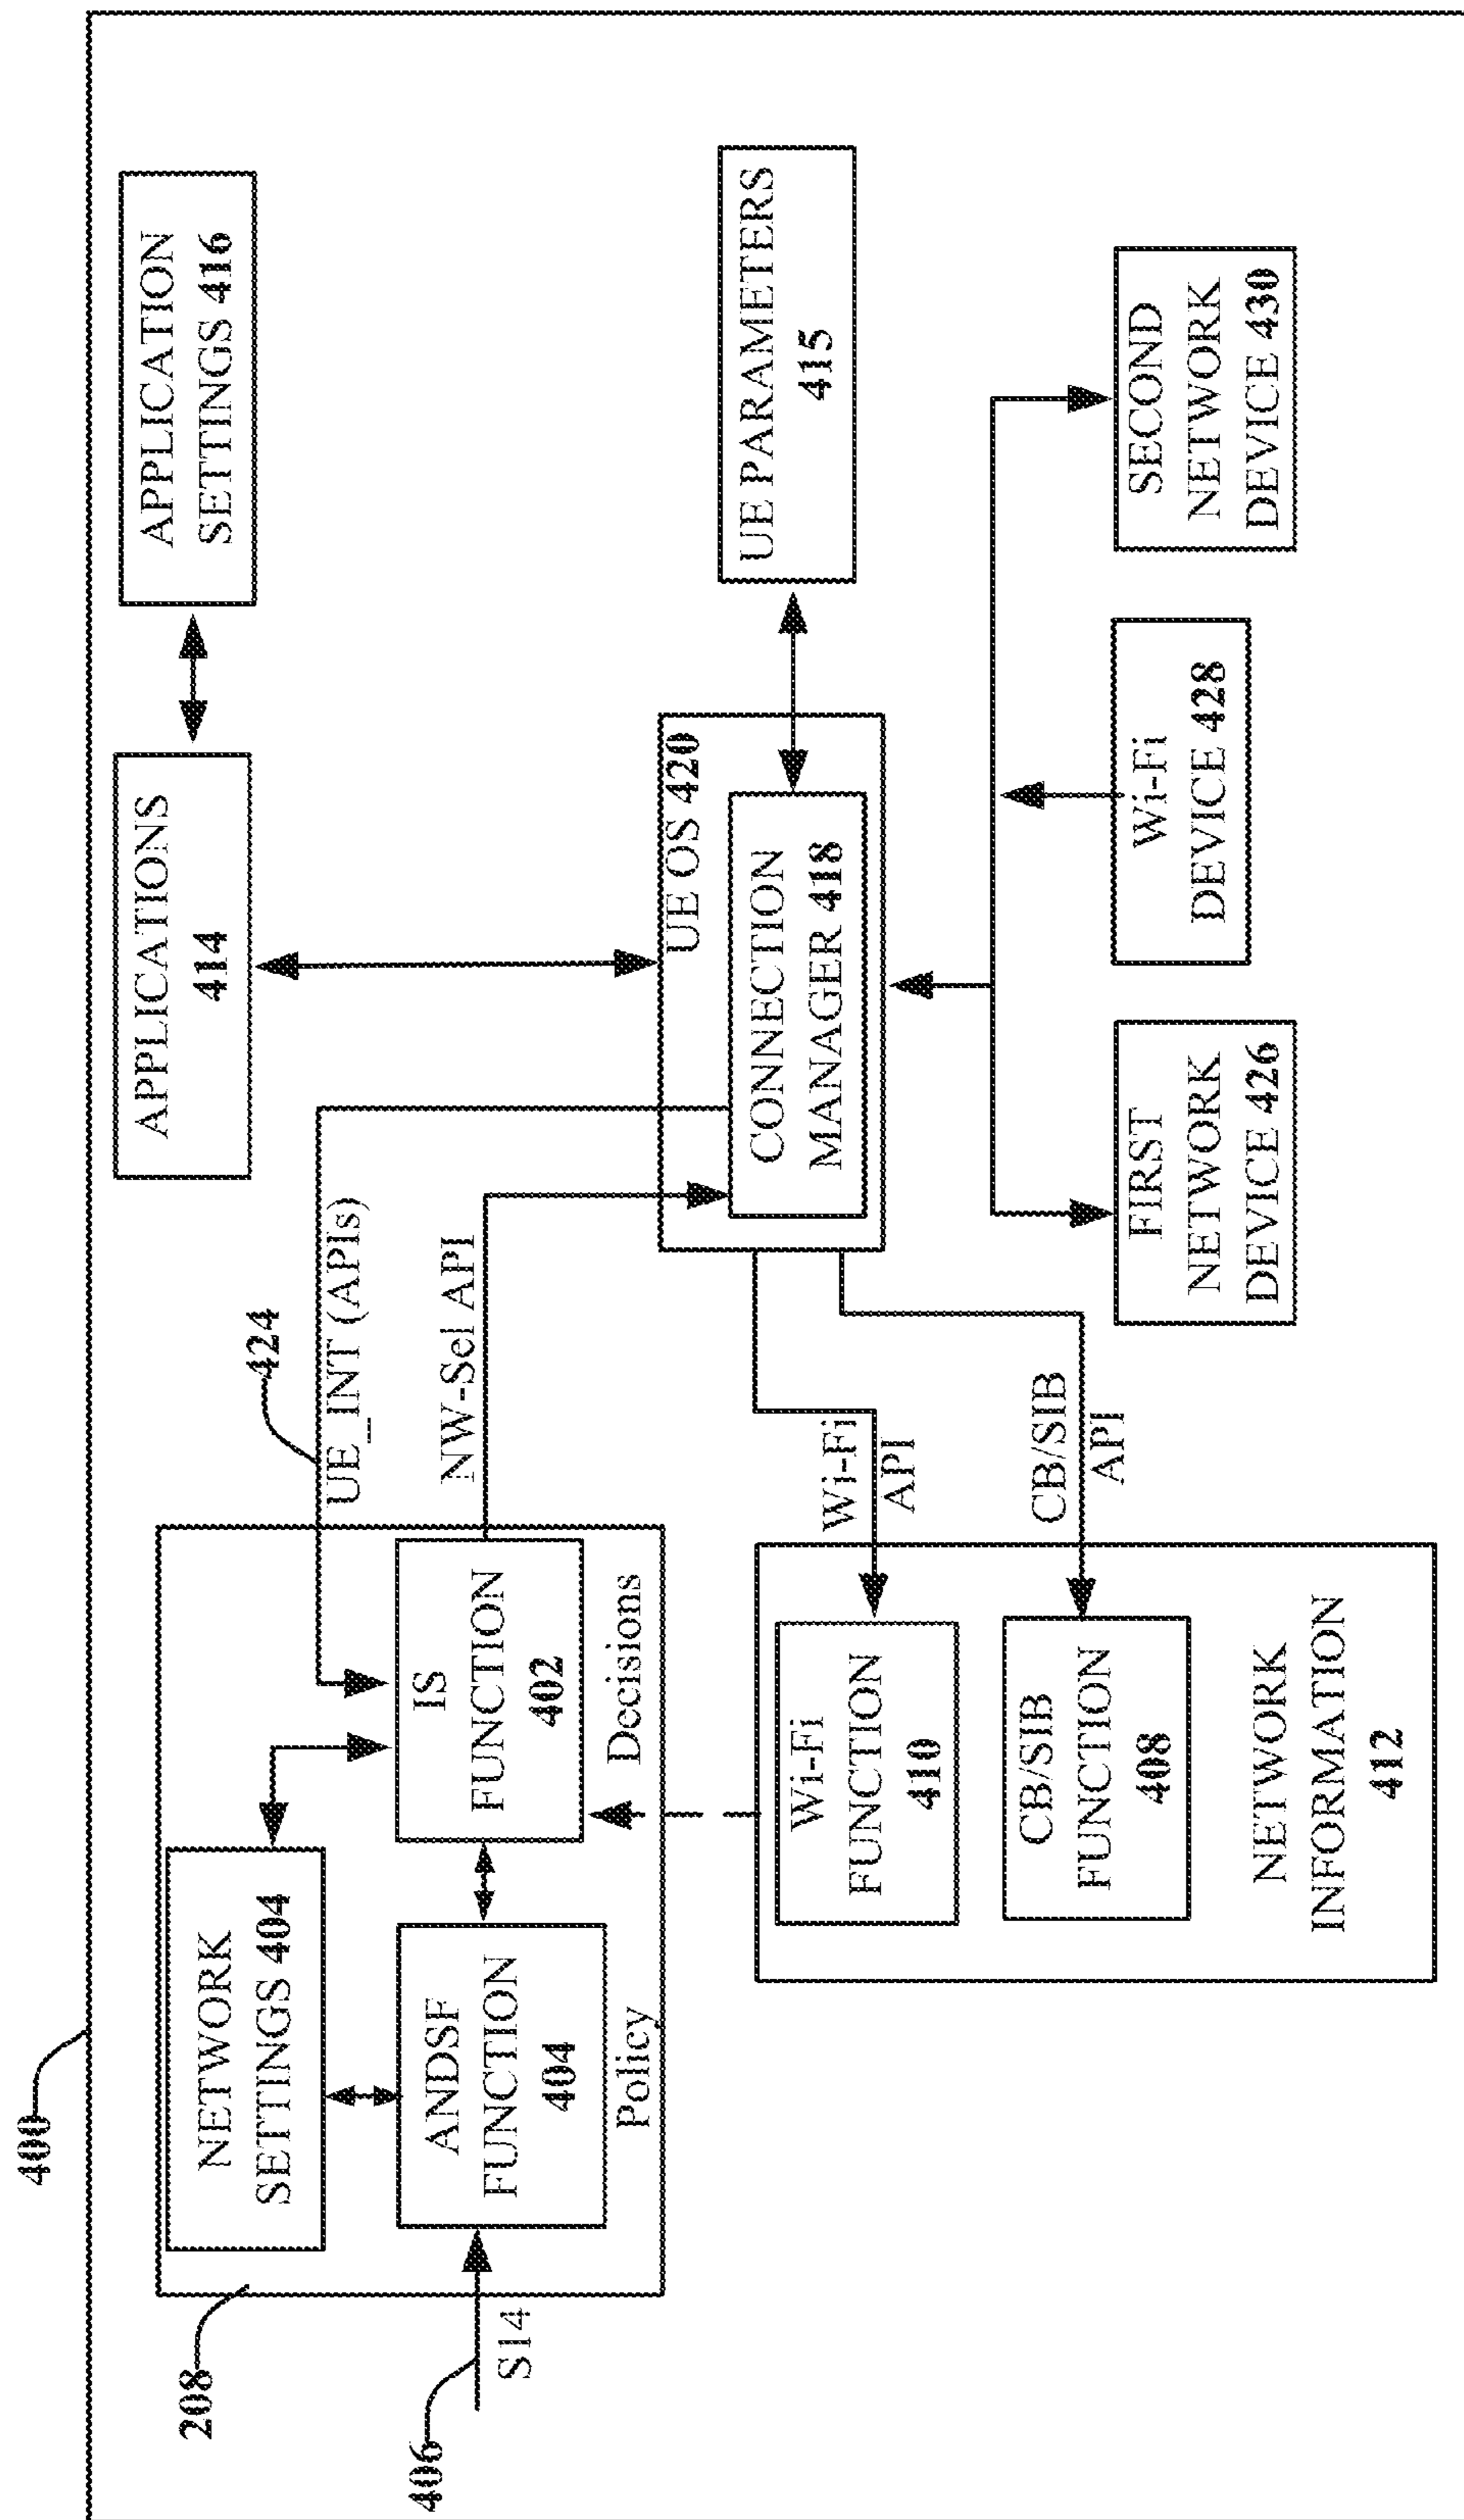 400
208
NETWORK
SETTINGS 404
ANDSF
FUNCTION
404
Policy
IS
FUNCTION
402
Decisions
406
S14
424
UE_INT (APIs)
NW-Sel API
APPLICATIONS
414
APPLICATION
SETTINGS 416
UE OS 420
CONNECTION
MANAGER 418
UE PARAMETERS
415
Wi-Fi
API
CB/SIB
API
Wi-Fi
FUNCTION
410
CB/SIB
FUNCTION
408
NETWORK
INFORMATION
412
FIRST
NETWORK
DEVICE 426
Wi-Fi
DEVICE 428
SECOND
NETWORK
DEVICE 430